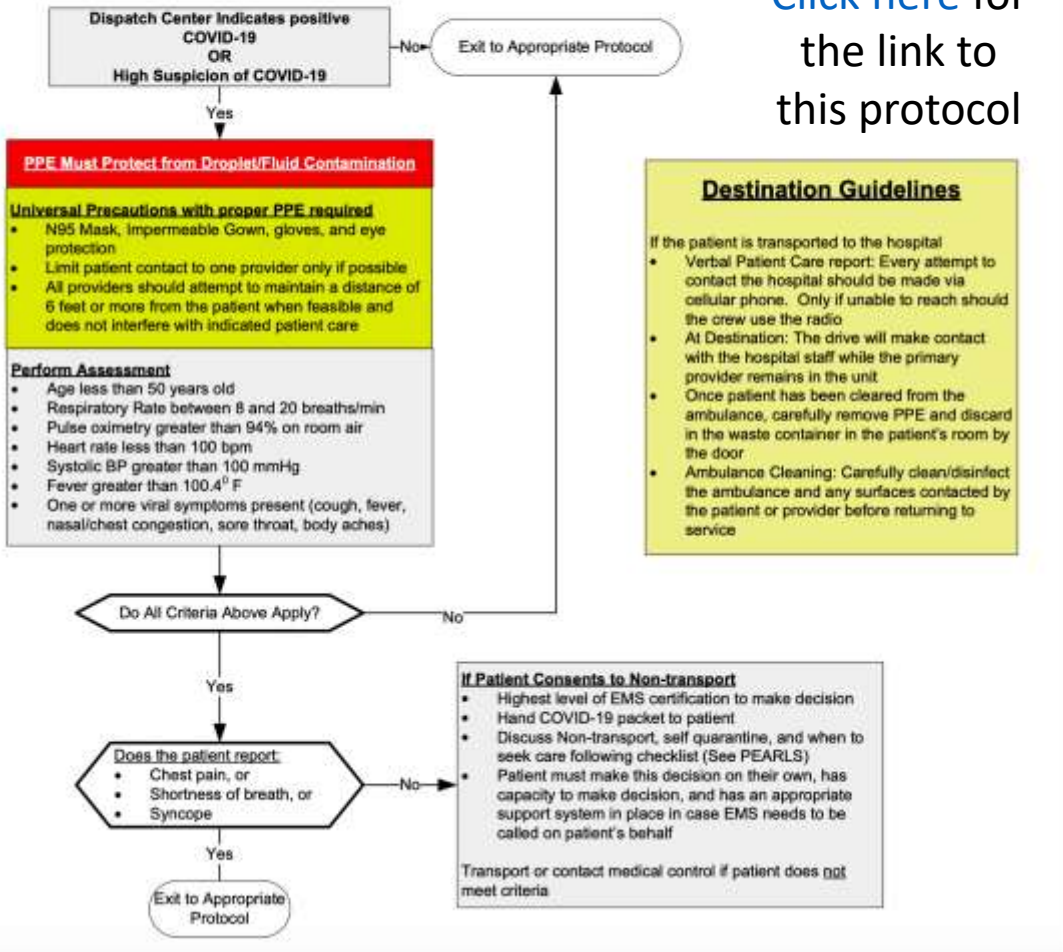 Dispatch Center Indicates positive
COVID-19
OR
High Suspicion of COVID-19
No
Exit to Appropriate Protocol
for
the link to
this protocol
Yes
PPE Must Protect from Droplet/Fluid Contamination
Universal Precautions with proper PPE required
• N95 Mask, Impermeable Gown, gloves, and eye
protection
• Limit patient contact to one provider only if possible
• All providers should attempt to maintain a distance of
6 feet or more from the patient when feasible and
does not interfere with indicated patient care
Perform Assessment
• Age less than 50 years old
• Respiratory Rate between 8 and 20 breaths/min
• Pulse oximetry greater than 94% on room air
• Heart rate less than 100 bpm
• Systolic BP greater than 100 mmHg
• Fever greater than 100.4⁰ F
• One or more viral symptoms present (cough, fever,
nasal/chest congestion, sore throat, body aches)
Destination Guidelines
If the patient is transported to the hospital
• Verbal Patient Care report: Every attempt to
contact the hospital should be made via
cellular phone. Only if unable to reach should
the crew use the radio
• At Destination: The drive will make contact
with the hospital staff while the primary
provider remains in the unit
• Once patient has been cleared from the
ambulance, carefully remove PPE and discard
in the waste container in the patient's room by
the door
• Ambulance Cleaning: Carefully clean/disinfect
the ambulance and any surfaces contacted by
the patient or provider before returning to
service
Do All Criteria Above Apply?
No
Yes
Does the patient report:
• Chest pain, or
• Shortness of breath, or
• Syncope
No
If Patient Consents to Non-transport
• Highest level of EMS certification to make decision
• Hand COVID-19 packet to patient
• Discuss Non-transport, self quarantine, and when to
seek care following checklist (See PEARLS)
• Patient must make this decision on their own, has
capacity to make decision, and has an appropriate
support system in place in case EMS needs to be
called on patient's behalf
Transport or contact medical control if patient does not
meet criteria
Yes
Exit to Appropriate
Protocol